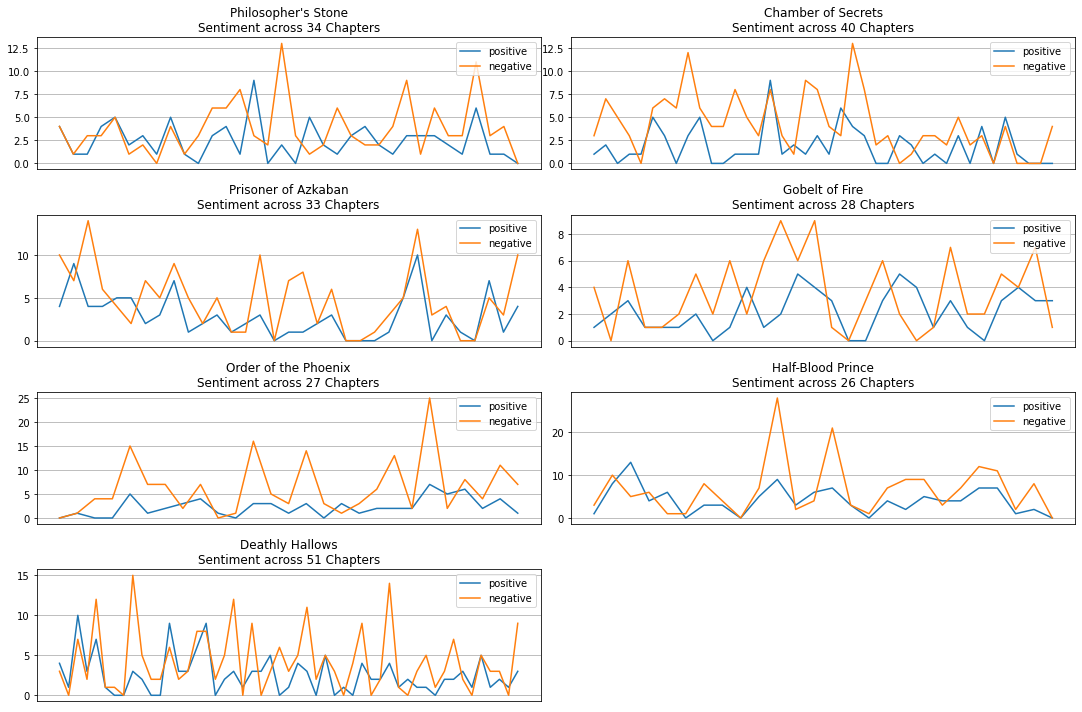 Philosopher's Stone
Sentiment across 34 Chapters
12.5
10.0
7.5
5.0
2.5
0.0
positive
negative
Chamber of Secrets
Sentiment across 40 Chapters
12.5
10.0
7.5
5.0
2.5
0.0
positive
negative
Prisoner of Azkaban
Sentiment across 33 Chapters
10
5
0
positive
negative
Gobelt of Fire
Sentiment across 28 Chapters
8
6
4
2
0
positive
negative
Order of the Phoenix
Sentiment across 27 Chapters
25
20
15
10
5
0
positive
negative
Half-Blood Prince
Sentiment across 26 Chapters
20
10
0
positive
negative
Deathly Hallows
Sentiment across 51 Chapters
15
10
5
0
positive
negative